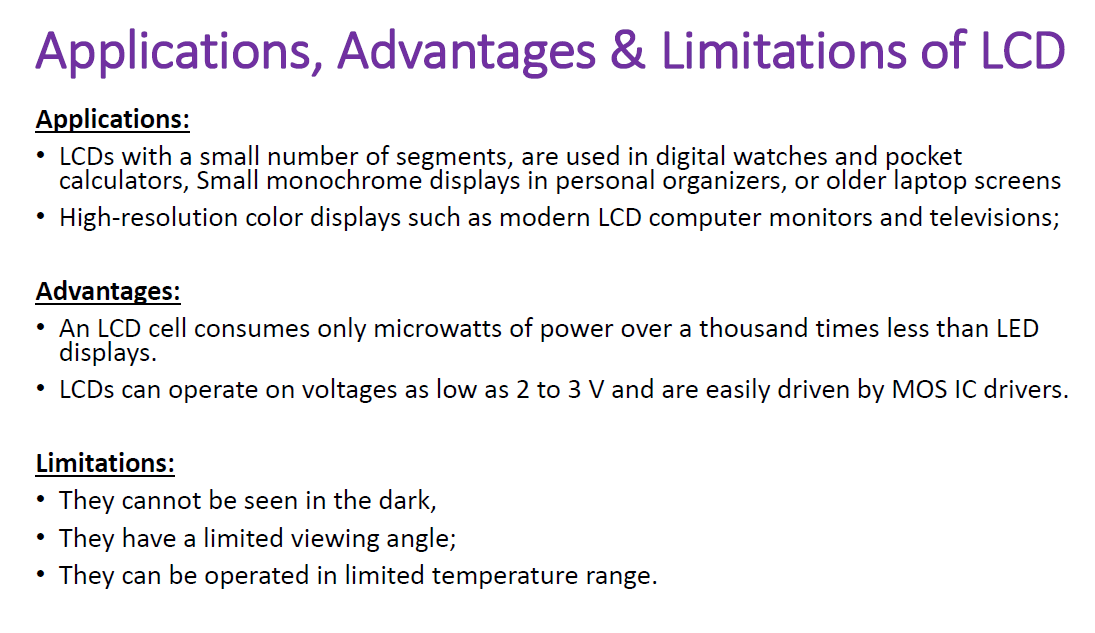 Applications, Advantages & Limitations of LCD
Applications:
• LCDs with a small number of segments, are used in digital watches and pocket
calculators, Small monochrome displays in personal organizers, or older laptop screens
• High-resolution color displays such as modern LCD computer monitors and televisions;
Advantages:
• An LCD cell consumes only microwatts of power over a thousand times less than LED
displays.
• LCDs can operate on voltages as low as 2 to 3 V and are easily driven by MOS IC drivers.
Limitations:
• They cannot be seen in the dark,
• They have a limited viewing angle;
• They can be operated in limited temperature range.